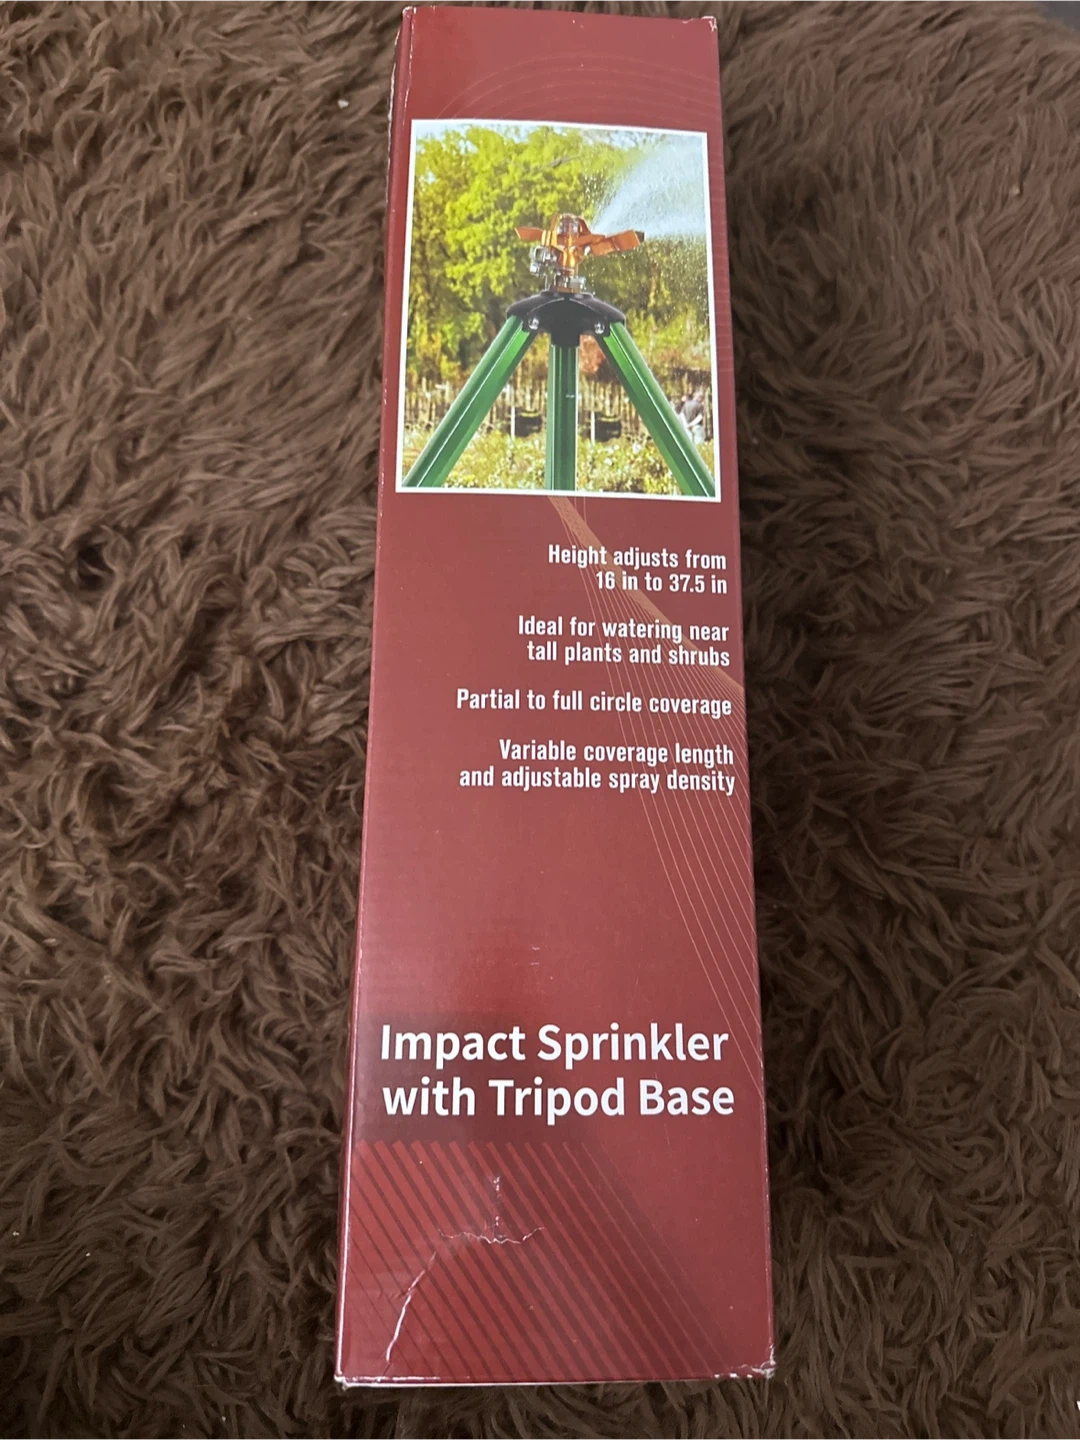 Height adjusts from
16 in to 37.5 in
Ideal for watering near
tall plants and shrubs
Partial to full circle coverage
Variable coverage length
and adjustable spray density
Impact Sprinkler
with Tripod Base